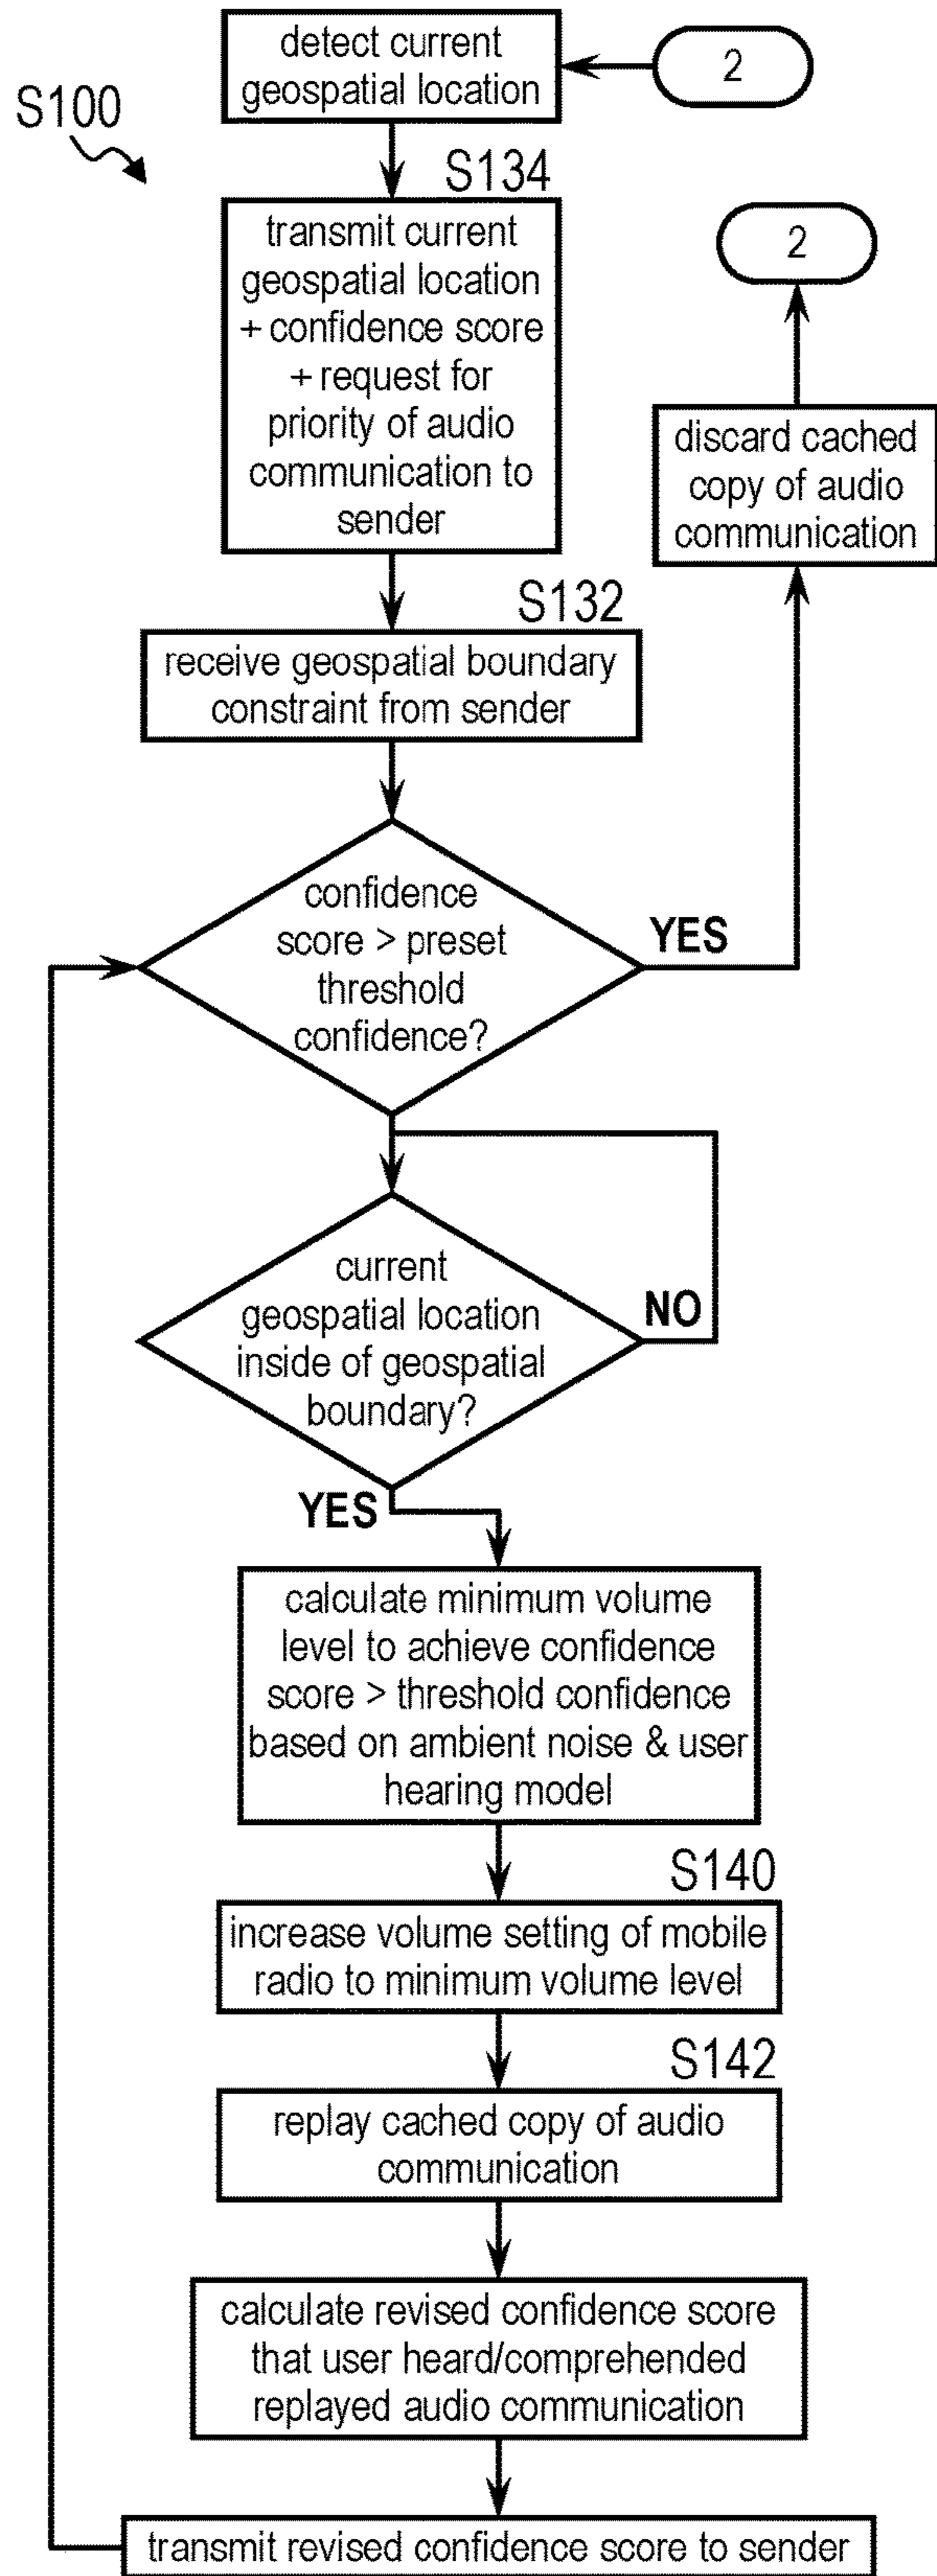 detect current
geospatial location
2
S100
S134
transmit current
geospatial location
+ confidence score
+ request for
priority of audio
communication to
sender
2
discard cached
copy of audio
communication
S132
receive geospatial boundary
constraint from sender
confidence
score > preset
threshold
confidence?
YES
current
geospatial location
inside of geospatial
boundary?
NO
YES
calculate minimum volume
level to achieve confidence
score > threshold confidence
based on ambient noise & user
hearing model
S140
increase volume setting of mobile
radio to minimum volume level
S142
replay cached copy of audio
communication
calculate revised confidence score
that user heard/comprehended
replayed audio communication
transmit revised confidence score to sender